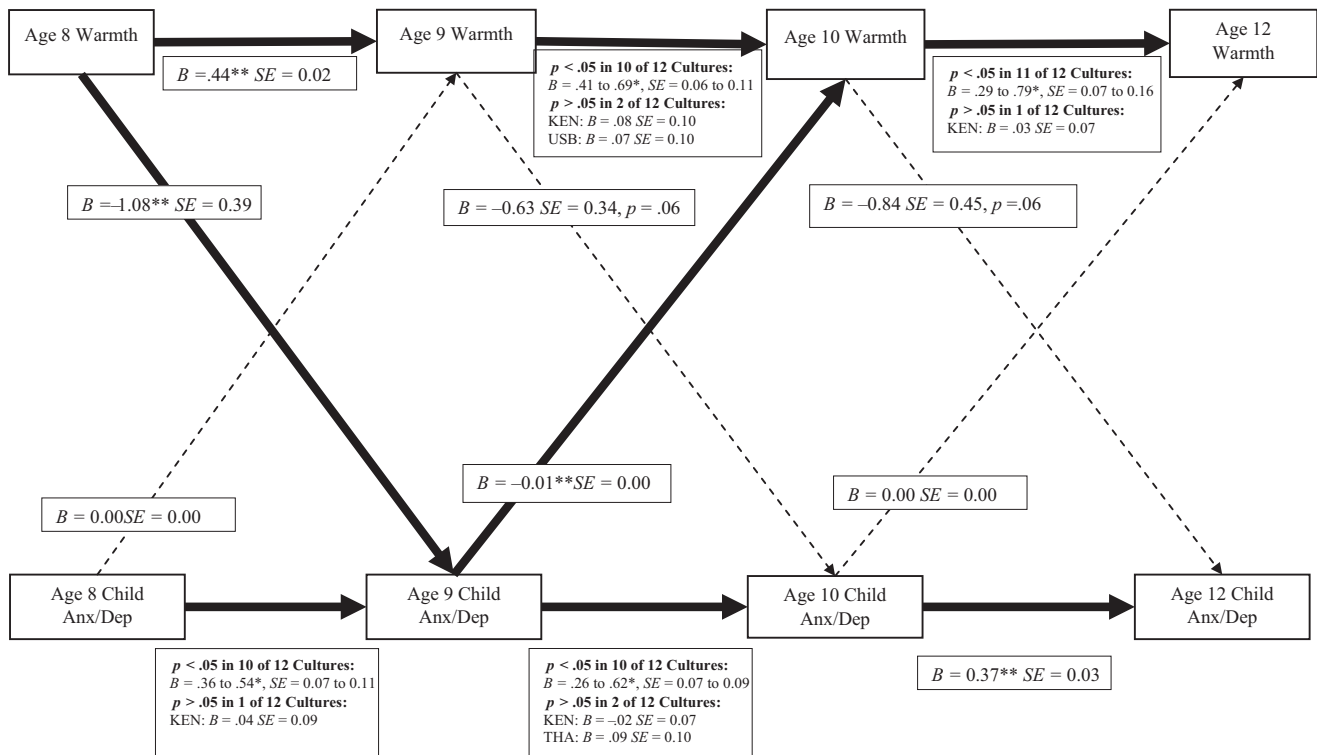 Age 8 Warmth
Age 9 Warmth
Age 10 Warmth
Age 12
Warmth
B =.44** SE = 0.02
p < .05 in 10 of 12 Cultures:
B = .41 to .69*, SE = 0.06 to 0.11
p > .05 in 2 of 12 Cultures:
KEN: B = .08 SE = 0.10
USB: B = .07 SE = 0.10
p < .05 in 11 of 12 Cultures:
B = .29 to .79*, SE = 0.07 to 0.16
p > .05 in 1 of 12 Cultures:
KEN: B = .03 SE = 0.07
B =–1.08** SE = 0.39
B = –0.63 SE = 0.34, p = .06
B = –0.84 SE = 0.45, p =.06
B = 0.00SE = 0.00
B = –0.01**SE = 0.00
B = 0.00 SE = 0.00
Age 8 Child
Anx/Dep
Age 9 Child
Anx/Dep
Age 10 Child
Anx/Dep
Age 12 Child
Anx/Dep
p < .05 in 10 of 12 Cultures:
B = .36 to .54*, SE = 0.07 to 0.11
p > .05 in 1 of 12 Cultures:
KEN: B = .04 SE = 0.09
p < .05 in 10 of 12 Cultures:
B = .26 to .62*, SE = 0.07 to 0.09
p > .05 in 2 of 12 Cultures:
KEN: B = –.02 SE = 0.07
THA: B = .09 SE = 0.10
B = 0.37** SE = 0.03